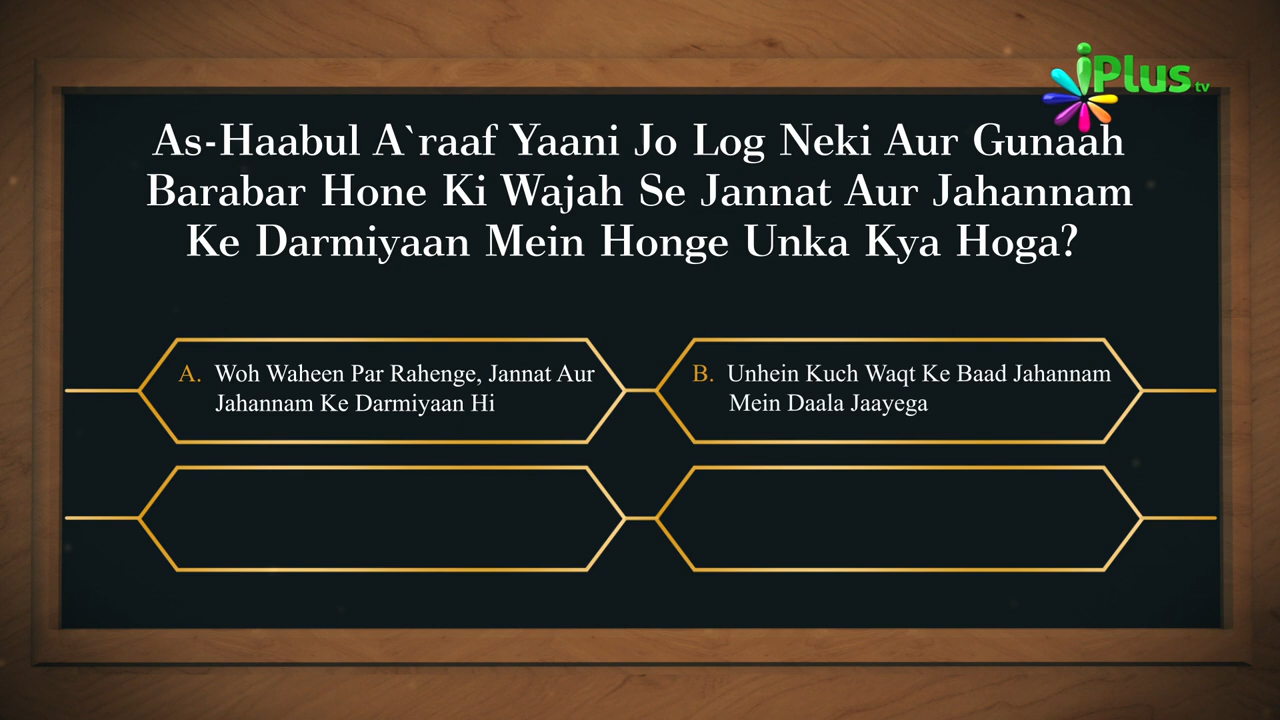 iPlus tv
As-Haabul A`raaf Yaani Jo Log Neki Aur Gunaah
Barabar Hone Ki Wajah Se Jannat Aur Jahannam
Ke Darmiyaan Mein Honge Unka Kya Hoga?
A. Woh Waheen Par Rahenge, Jannat Aur
Jahannam Ke Darmiyaan Hi
B. Unhein Kuch Waqt Ke Baad Jahannam
Mein Daala Jaayega